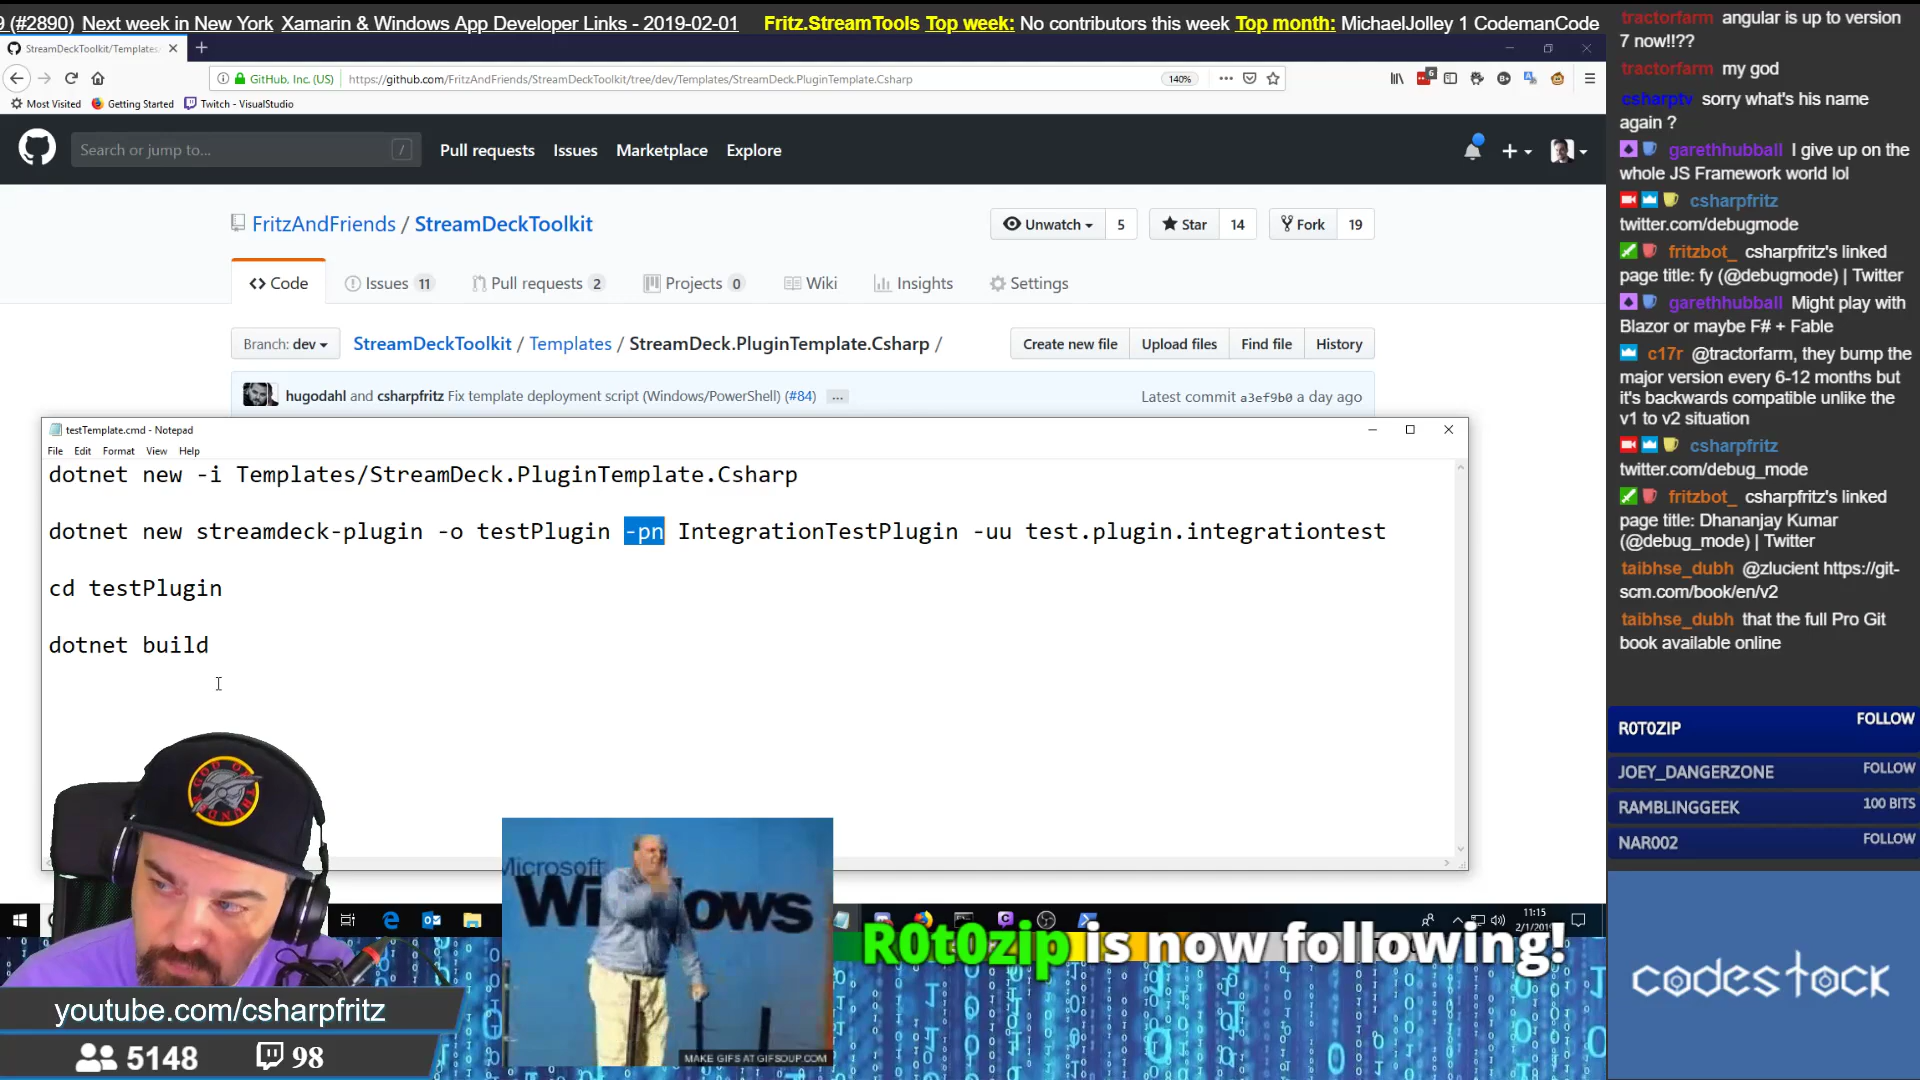 9 (#2890) Next week in New York Xamarin & Windows App Developer Links - 2019-02-01 Fritz.StreamTools Top week: No contributors this week Top month: MichaelJolley 1 CodemanCode
StreamDeckToolkit/Templates
GitHub, Inc. (US) https://github.com/FritzAndFriends/StreamDeckToolkit/tree/dev/Templates/StreamDeck.PluginTemplate.Csharp 140% 6
Most Visited Getting Started Twitch - VisualStudio
Search or jump to... / Pull requests Issues Marketplace Explore
FritzAndFriends / StreamDeckToolkit Unwatch 5 Star 14 Fork 19
Code Issues 11 Pull requests 2 Projects 0 Wiki Insights Settings
Branch: dev StreamDeckToolkit / Templates / StreamDeck.PluginTemplate.Csharp / Create new file Upload files Find file History
hugodahl and csharpfritz Fix template deployment script (Windows/PowerShell) (#84) ... Latest commit a3ef9b0 a day ago
testTemplate.cmd - Notepad
File Edit Format View Help
dotnet new -i Templates/StreamDeck.PluginTemplate.Csharp
dotnet new streamdeck-plugin -o testPlugin -pn IntegrationTestPlugin -uu test.plugin.integrationtest
cd testPlugin
dotnet build
GOD OF THUNDER
Microsoft
Windows
MAKE GIFS AT GIFSOUP.COM
11:15
2/1/2019
R0t0zip is now following!
youtube.com/csharpfritz
5148 98
tractorfarm angular is up to version
7 now!!??
tractorfarm my god
csharptv sorry what's his name
again ?
garethhubball I give up on the
whole JS Framework world lol
csharpfritz
twitter.com/debugmode
fritzbot_ csharpfritz's linked
page title: fy (@debugmode) | Twitter
garethhubball Might play with
Blazor or maybe F# + Fable
c17r @tractorfarm, they bump the
major version every 6-12 months but
it's backwards compatible unlike the
v1 to v2 situation
csharpfritz
twitter.com/debug_mode
fritzbot_ csharpfritz's linked
page title: Dhananjay Kumar
(@debug_mode) | Twitter
taibhse_dubh @zlucient https://git-
scm.com/book/en/v2
taibhse_dubh that the full Pro Git
book available online
R0T0ZIP FOLLOW
JOEY_DANGERZONE FOLLOW
RAMBLINGGEEK 100 BITS
NAR002 FOLLOW
codestock